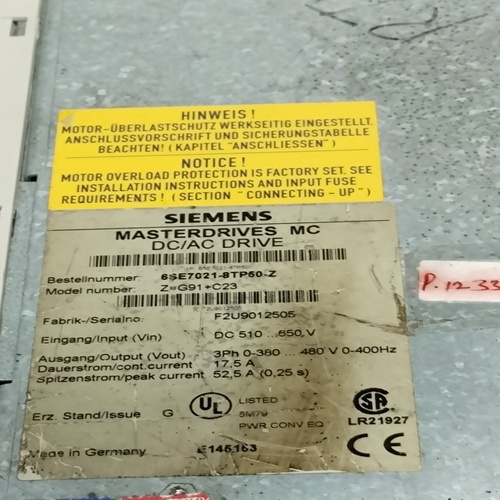 HINWEIS !
MOTOR-ÜBERLASTSCHUTZ WERKSEITIG EINGESTELLT.
ANSCHLUSSVORSCHRIFT UND SICHERUNGSTABELLE
BEACHTEN! ( KAPITEL "ANSCHLIESSEN" )
NOTICE !
MOTOR OVERLOAD PROTECTION IS FACTORY SET. SEE
INSTALLATION INSTRUCTIONS AND INPUT FUSE
REQUIREMENTS ! ( SECTION "CONNECTING - UP" )
SIEMENS
MASTERDRIVES MC
DC/AC DRIVE
Bestellnummer: 6SE7021-8TP50-Z
Model number: Z=G91+C23
Fabrik-/Serialno. F2U9012505
Eingang/Input (Vin) DC 510 ... 650 V
Ausgang/Output (Vout) 3Ph 0-380 ... 480 V 0-400Hz
Dauerstrom/cont.current 17,5 A
Spitzenstrom/peak current 52,5 A (0,25 s)
Erz. Stand/Issue G UL LISTED
5M79
PWR.CONV.EQ
SA LR21927
Made in Germany E145153 CE
P.12-33